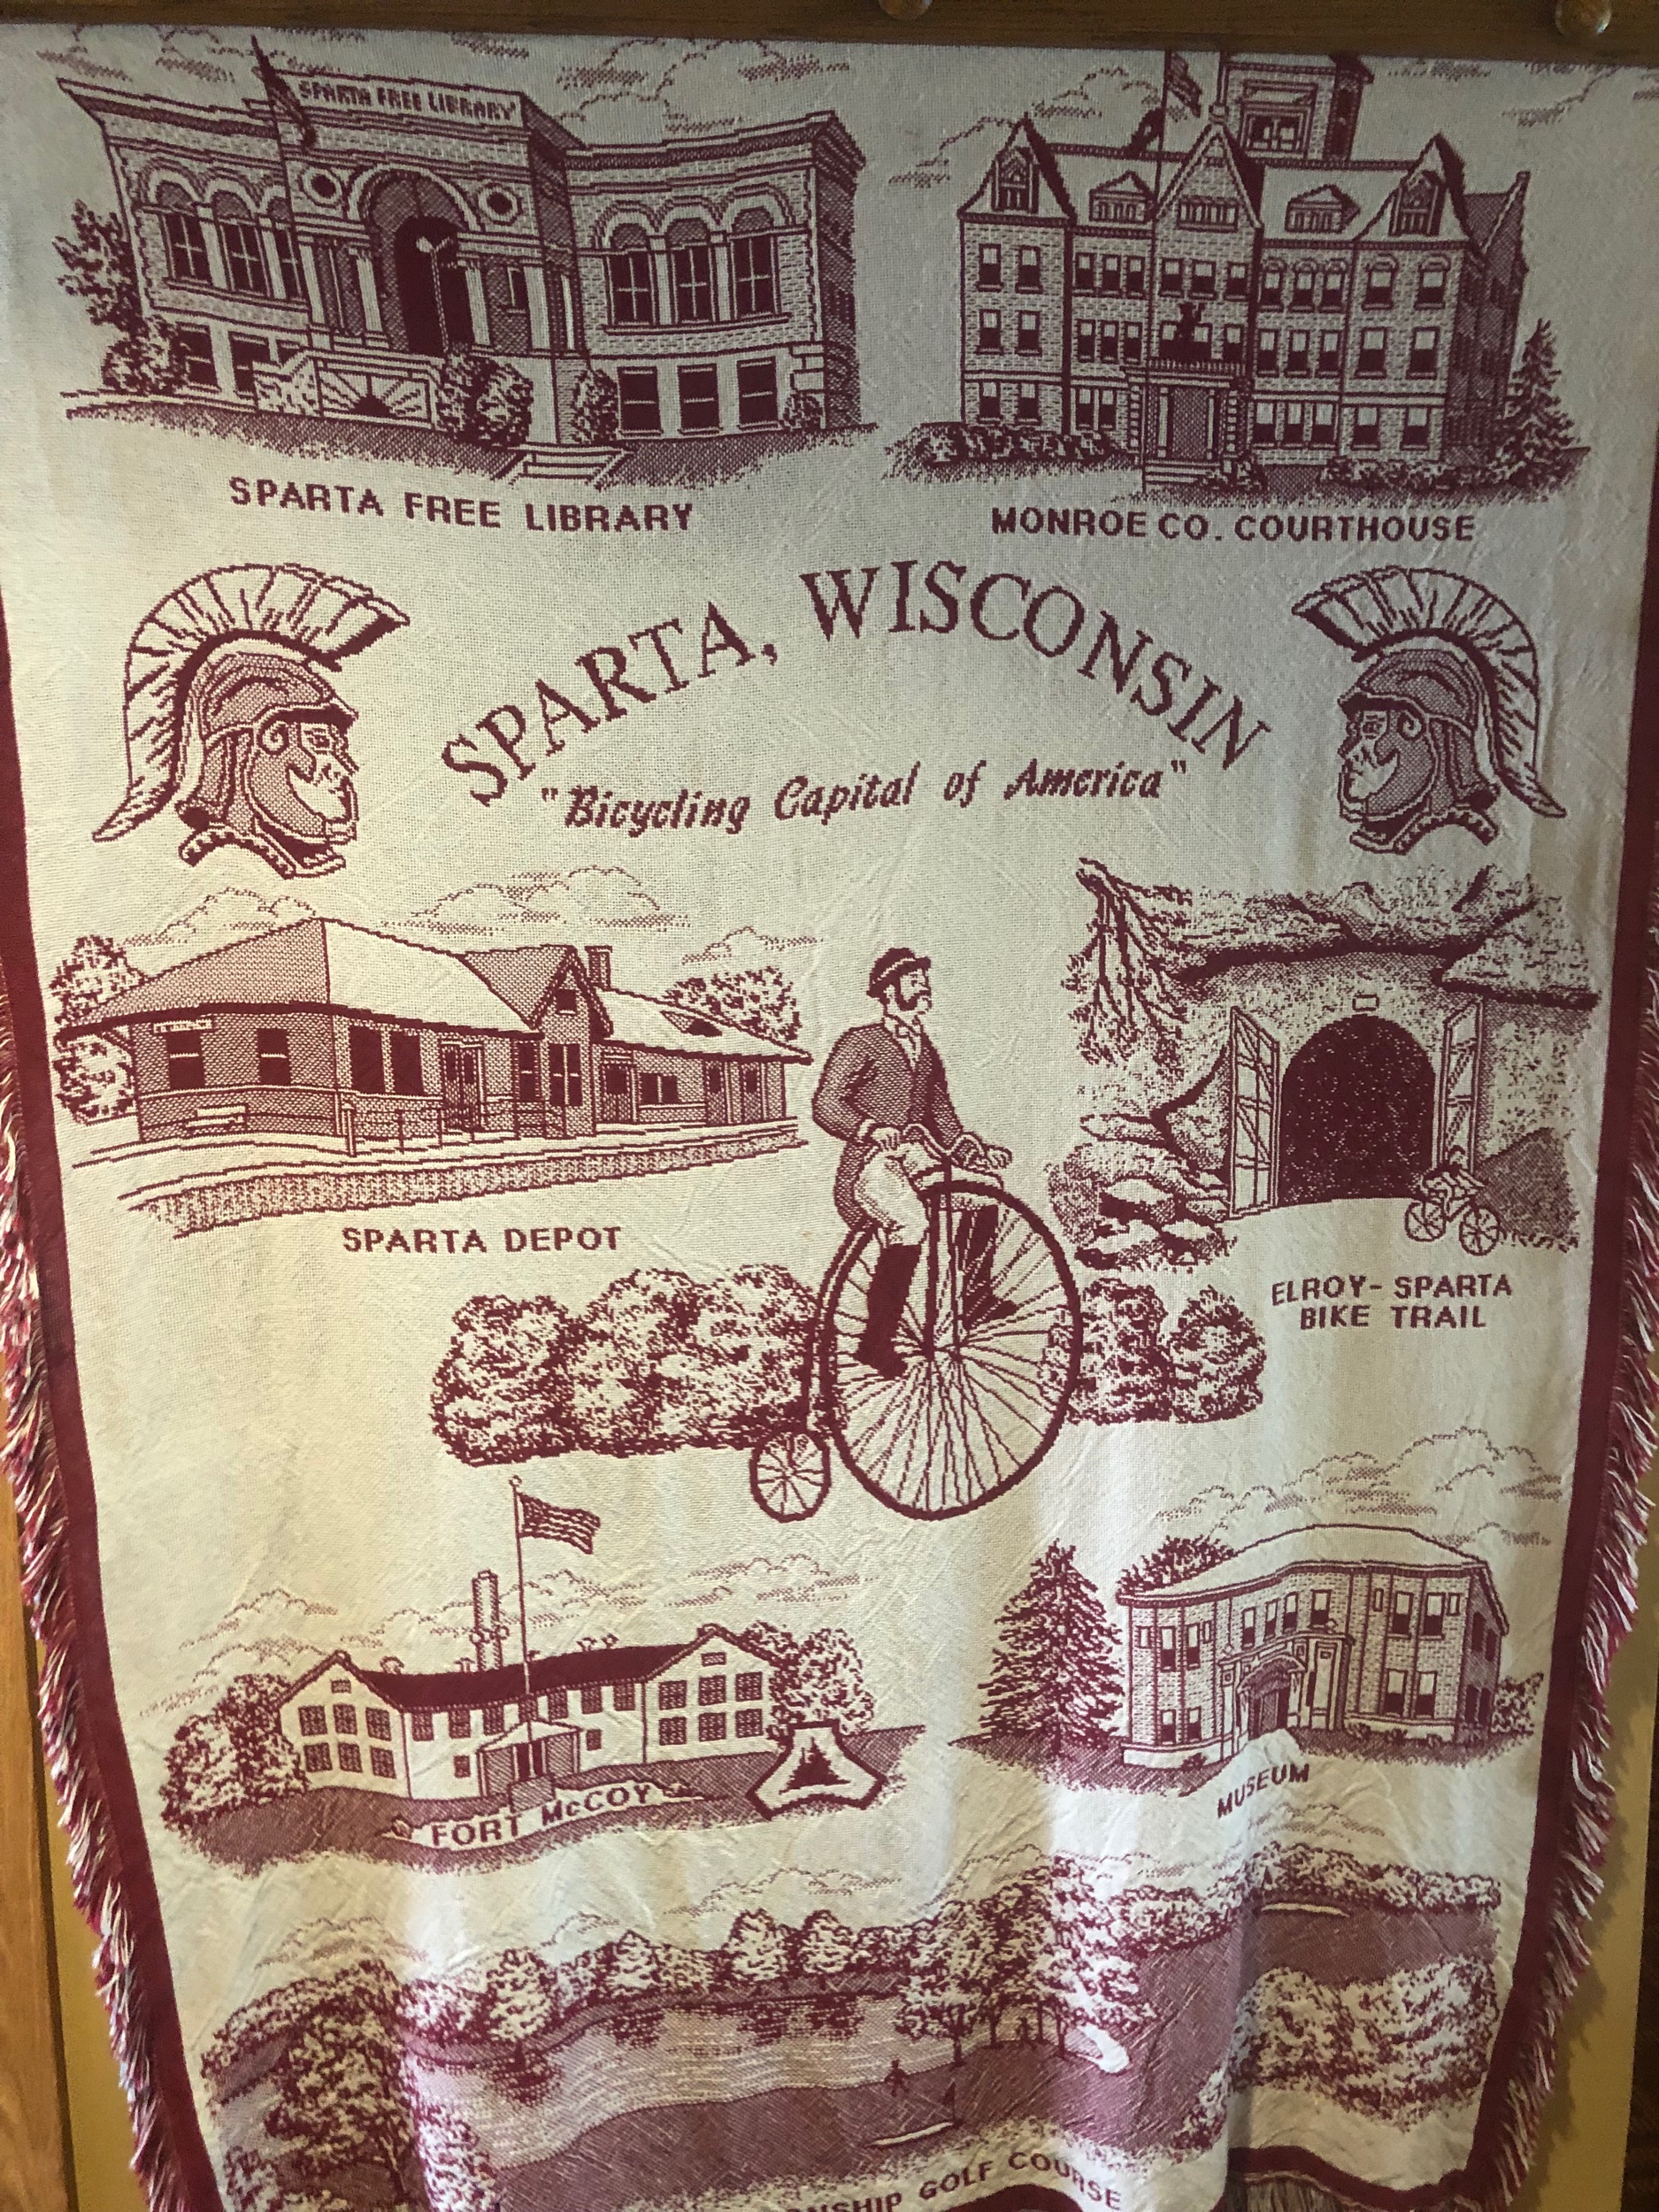 SPARTA FREE LIBRARY
SPARTA FREE LIBRARY
MONROE CO. COURTHOUSE
SPARTA, WISCONSIN
"Bicycling Capital of America"
SPARTA DEPOT
ELROY-SPARTA
BIKE TRAIL
FORT McCOY
MUSEUM
GOLF COURSE